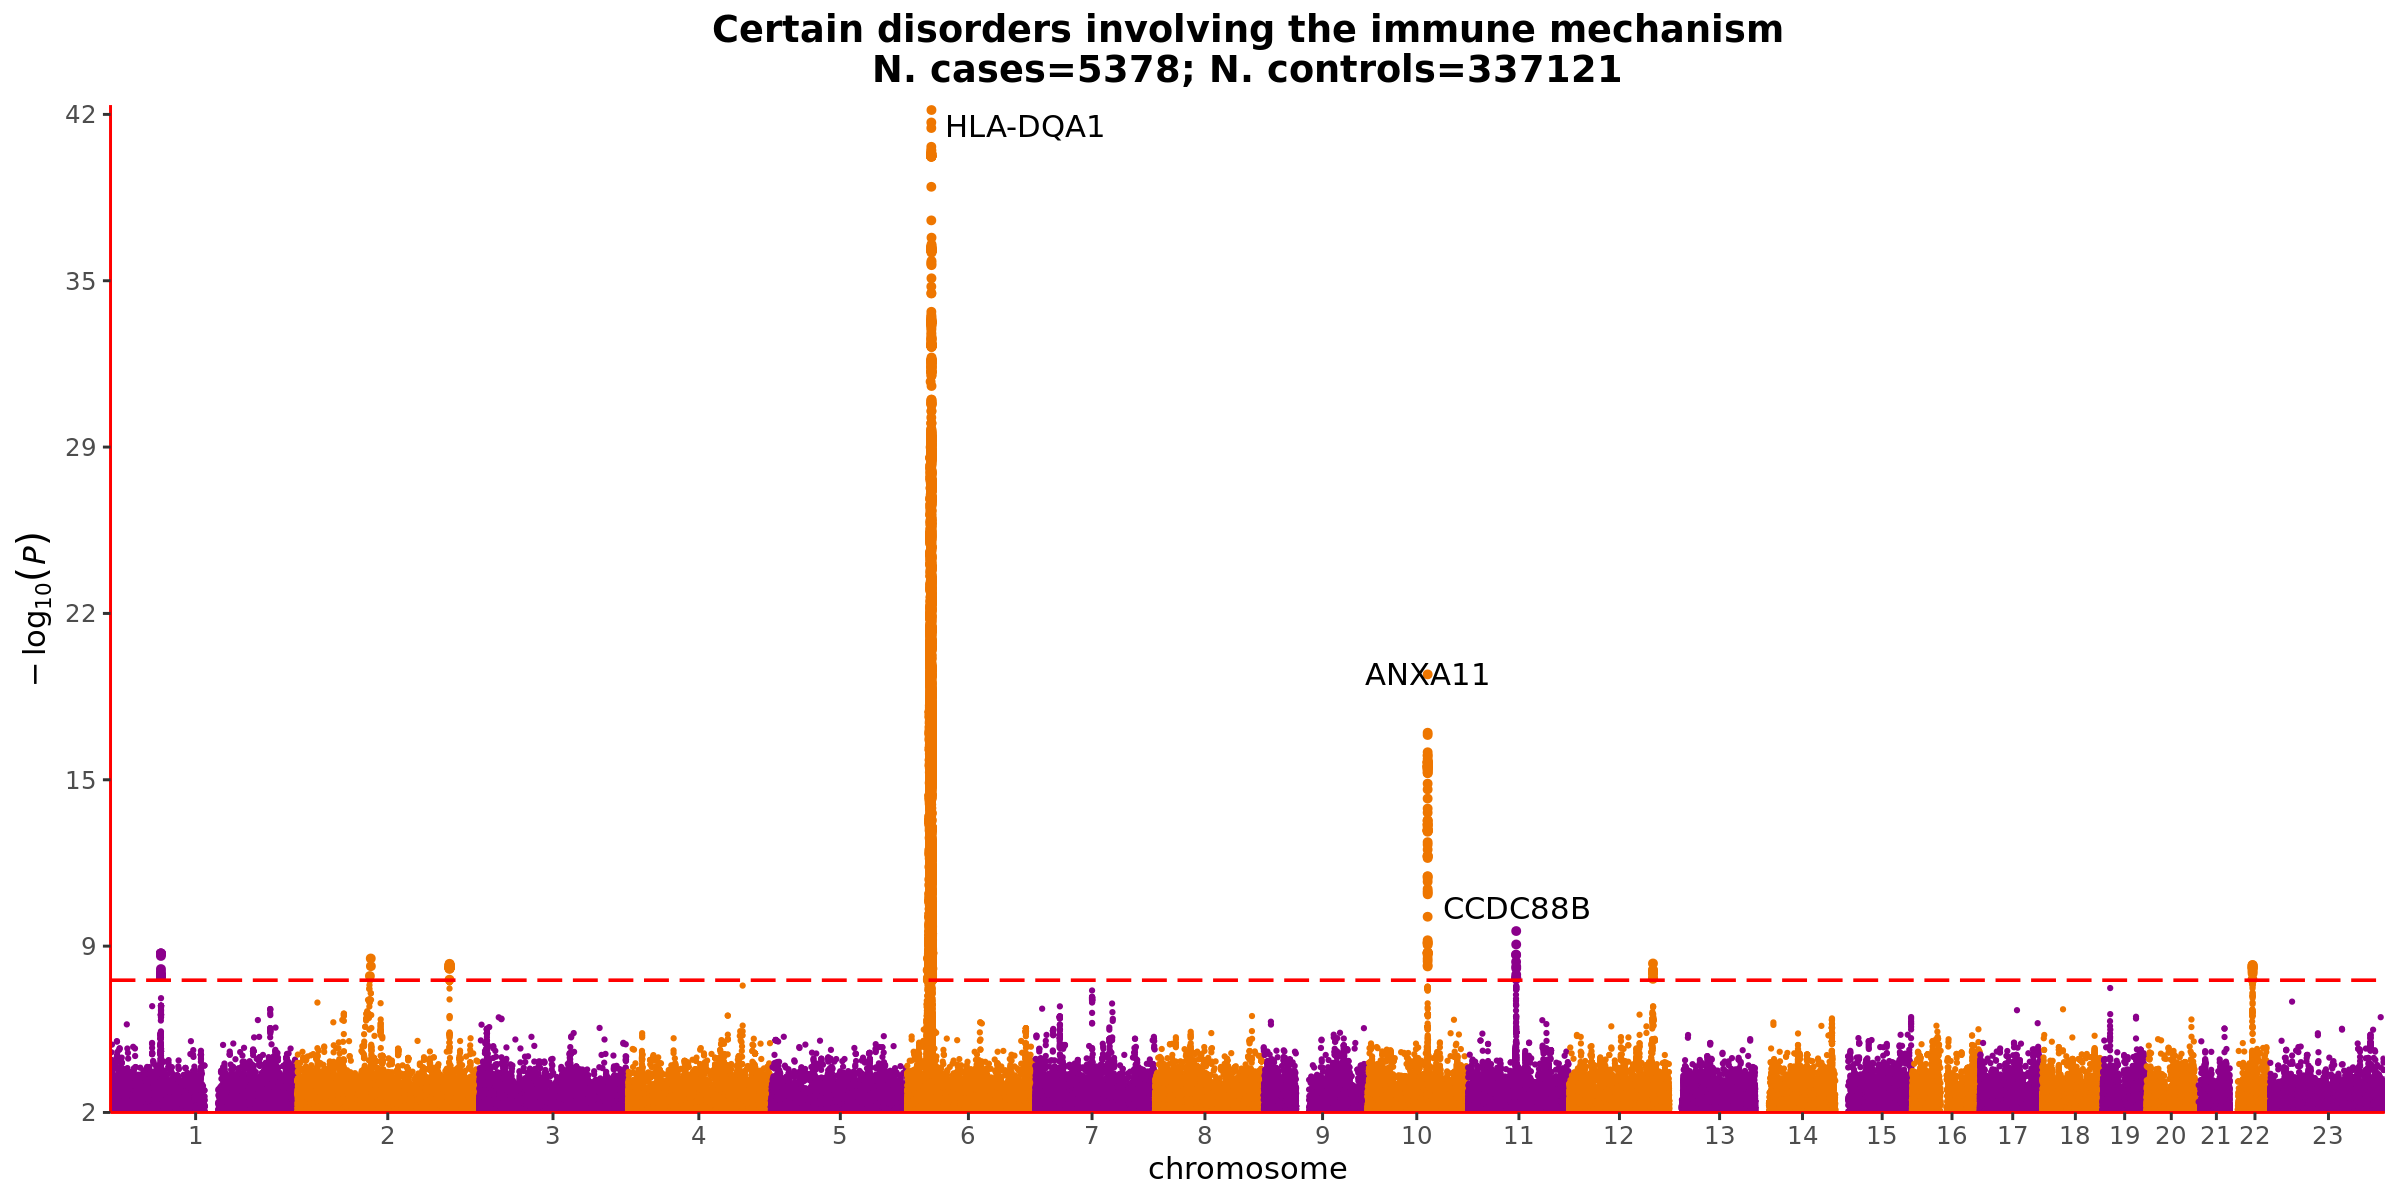 Certain disorders involving the immune mechanism
N. cases=5378; N. controls=337121
42
HLA-DQA1
35
29
22
− log10(P)
ANXA11
15
CCDC88B
9
2
1 2 3 4 5 6 7 8 9 10 11 12 13 14 15 16 17 18 19 20 21 22 23
chromosome